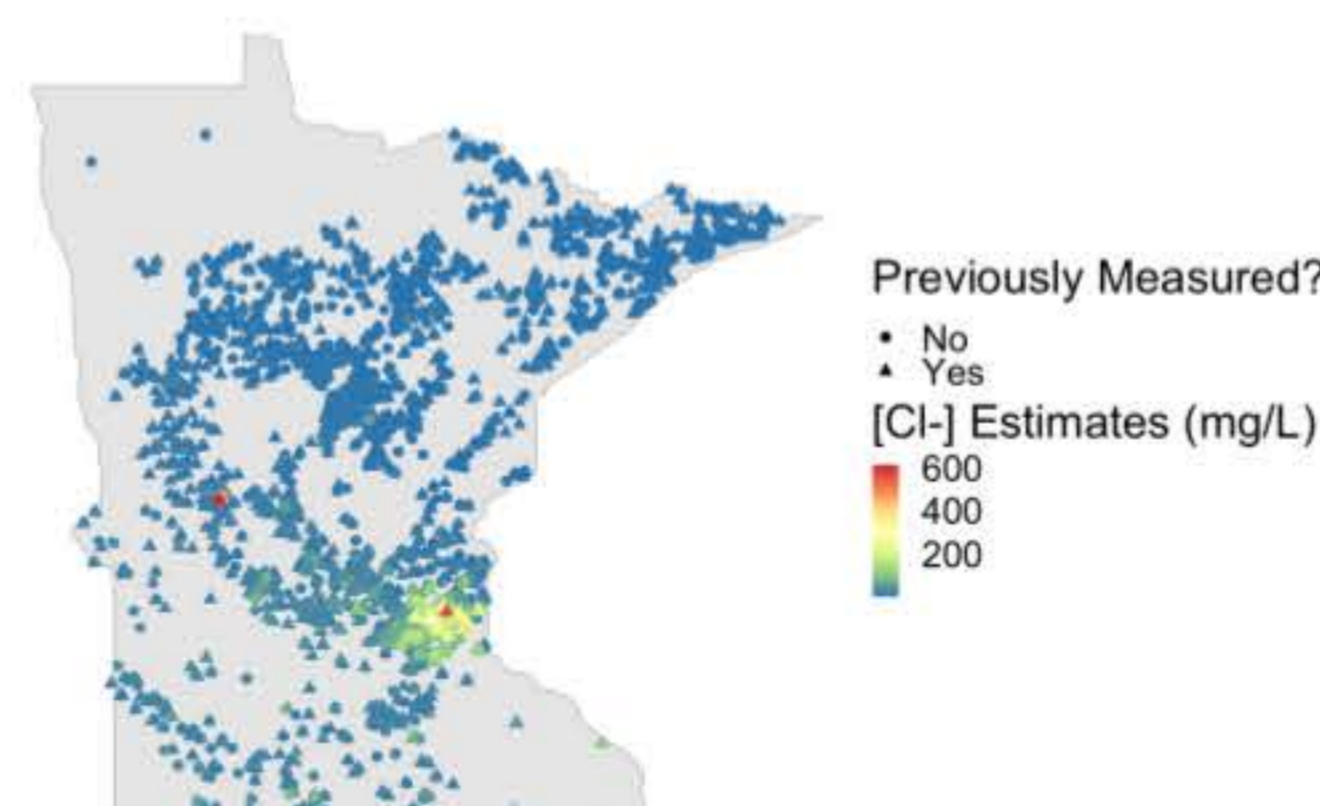 Previously Measured?
No
Yes
[Cl-] Estimates (mg/L)
600
400
200